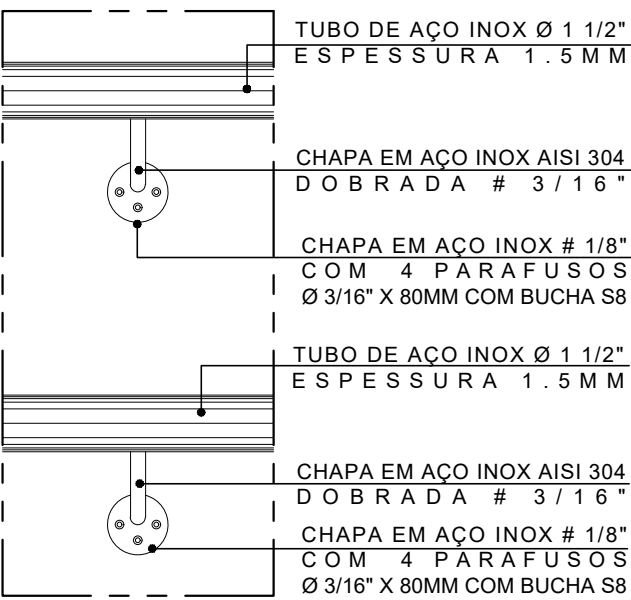 TUBO DE AÇO INOX Ø 1 1/2"
ESPESSURA 1.5MM
CHAPA EM AÇO INOX AISI 304
DOBRADA # 3/16"
CHAPA EM AÇO INOX # 1/8"
COM 4 PARAFUSOS
Ø 3/16" X 80MM COM BUCHA S8
TUBO DE AÇO INOX Ø 1 1/2"
ESPESSURA 1.5MM
CHAPA EM AÇO INOX AISI 304
DOBRADA # 3/16"
CHAPA EM AÇO INOX # 1/8"
COM 4 PARAFUSOS
Ø 3/16" X 80MM COM BUCHA S8